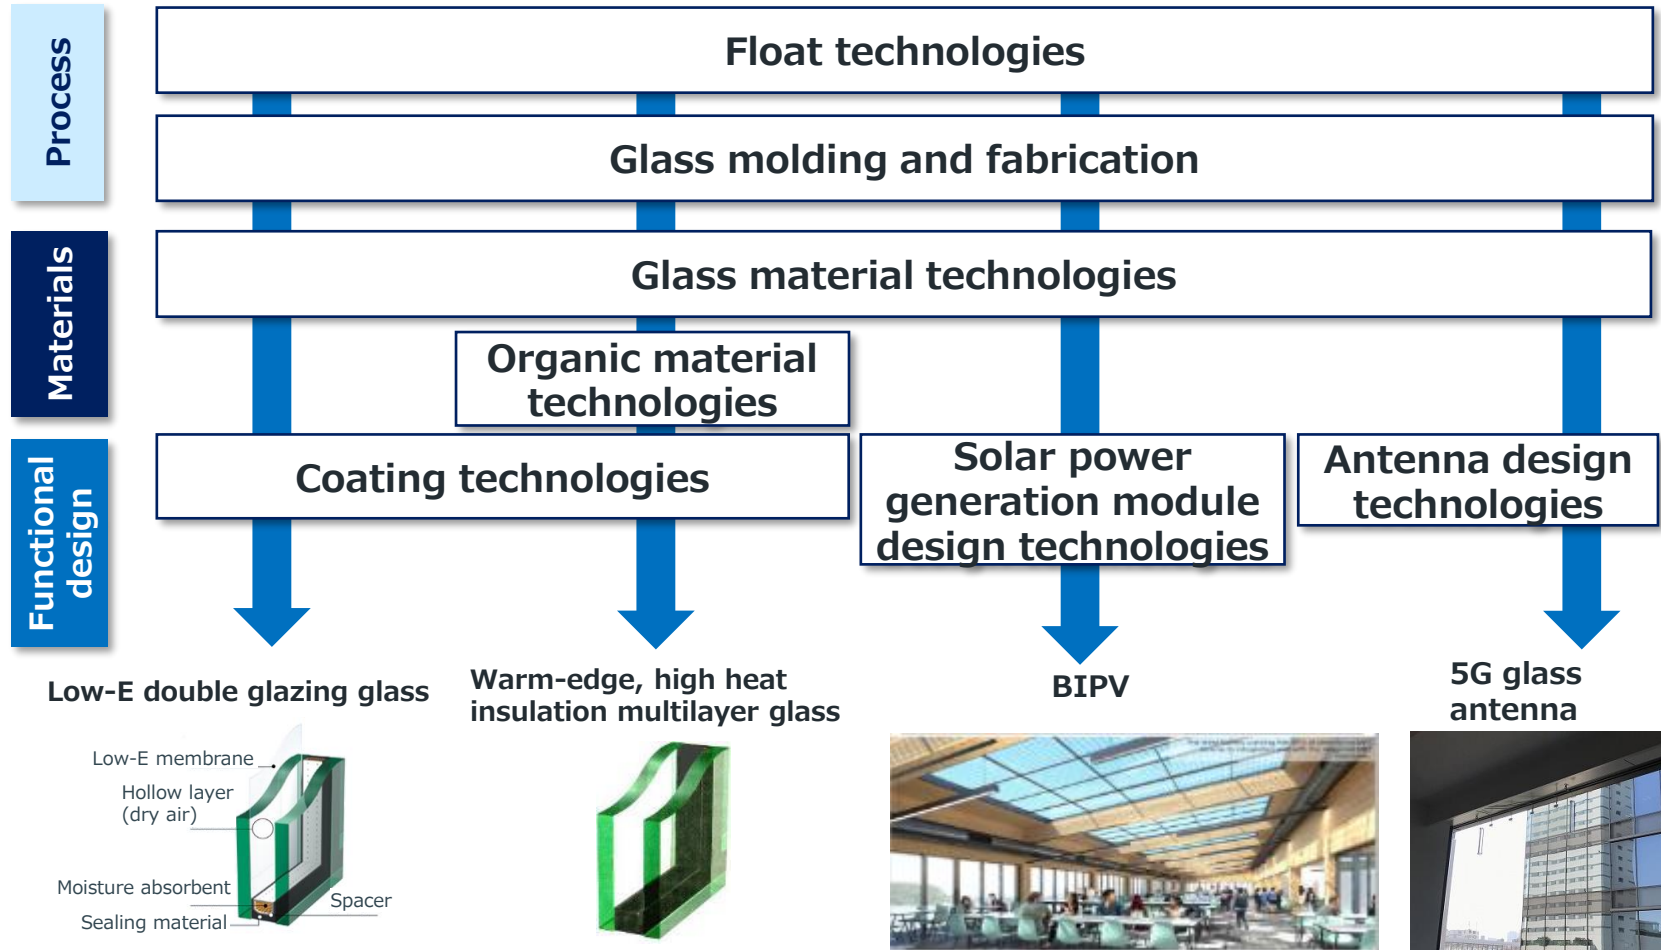 Process
Float technologies
Glass molding and fabrication
Materials
Glass material technologies
Organic material
technologies
Functional
design
Coating technologies
Solar power
generation module
design technologies
Antenna design
technologies
Low-E double glazing glass
Warm-edge, high heat
insulation multilayer glass
BIPV
5G glass
antenna
Low-E membrane
Hollow layer
(dry air)
Moisture absorbent
Spacer
Sealing material